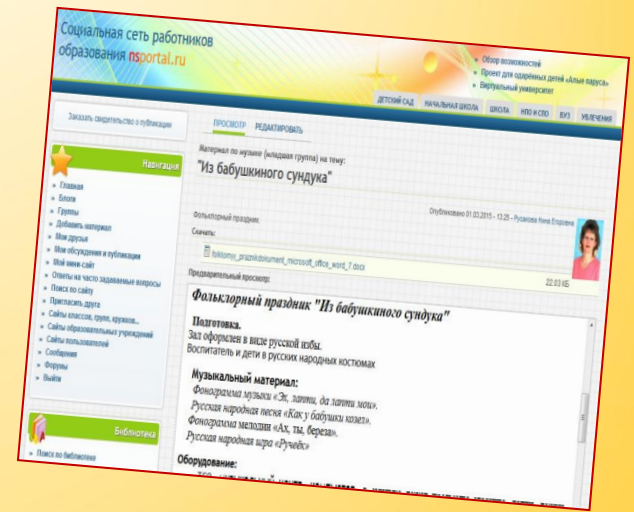 Социальная сеть работников
образования nsportal.ru
Обзор возможностей
Проект для одарённых детей «Алые паруса»
Виртуальный университет
ДЕТСКИЙ САД НАЧАЛЬНАЯ ШКОЛА ШКОЛА НПО И СПО ВУЗ УВЛЕЧЕНИЯ
Заказать свидетельство о публикации
Навигация
Главная
Блоги
Группы
Добавить материал
Мои друзья
Мои обсуждения и публикации
Мой мини-сайт
Ответы на часто задаваемые вопросы
Поиск по сайту
Пригласить друга
Сайты классов, групп, кружков...
Сайты образовательных учреждений
Сайты пользователей
Сообщения
Форумы
Выйти
Библиотека
Поиск по библиотеке
ПРОСМОТР РЕДАКТИРОВАТЬ
Материал по музыке (младшая группа) на тему:
"Из бабушкиного сундука"
Опубликовано 01.03.2015 - 13:25 - Русакова Нина Егоровна
Фольклорный праздник.
Скачать:
folklornyy_prazdnikdokument_microsoft_office_word_7.docx
22.83 КБ
Предварительный просмотр:
Фольклорный праздник "Из бабушкиного сундука"
Подготовка.
Зал оформлен в виде русской избы.
Воспитатель и дети в русских народных костюмах
Музыкальный материал:
Фонограмма музыки «Эх, лапти, да лапти мои».
Русская народная песня «Как у бабушки козел».
Фонограмма мелодии «Ах, ты, береза».
Русская народная игра «Ручеёк»
Оборудование: